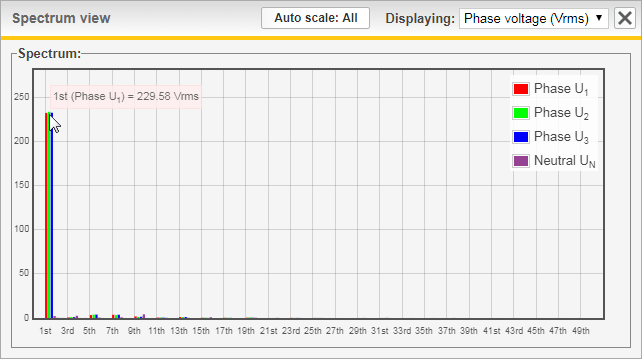 Spectrum view
Auto scale: All
Displaying:
Phase voltage (Vrms)
Spectrum:
1st (Phase U1) = 229.58 Vrms
Phase U1
Phase U2
Phase U3
Neutral UN
250
200
150
100
50
0
1st 3rd 5th 7th 9th 11th 13th 15th 17th 19th 21st 23rd 25th 27th 29th 31st 33rd 35th 37th 39th 41st 43rd 45th 47th 49th